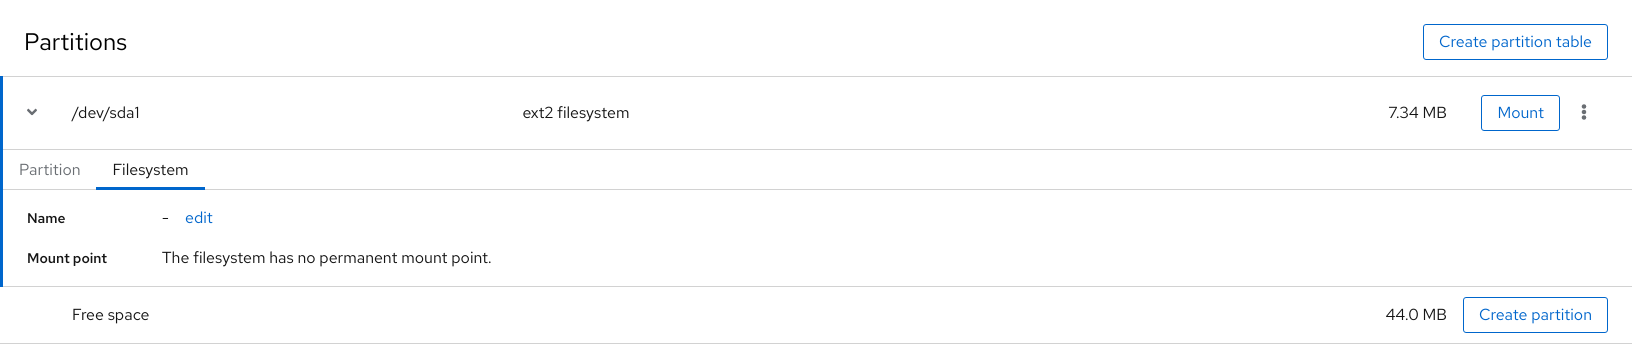 Partitions
Create partition table
/dev/sda1 ext2 filesystem 7.34 MB Mount
Partition Filesystem
Name - edit
Mount point The filesystem has no permanent mount point.
Free space 44.0 MB Create partition